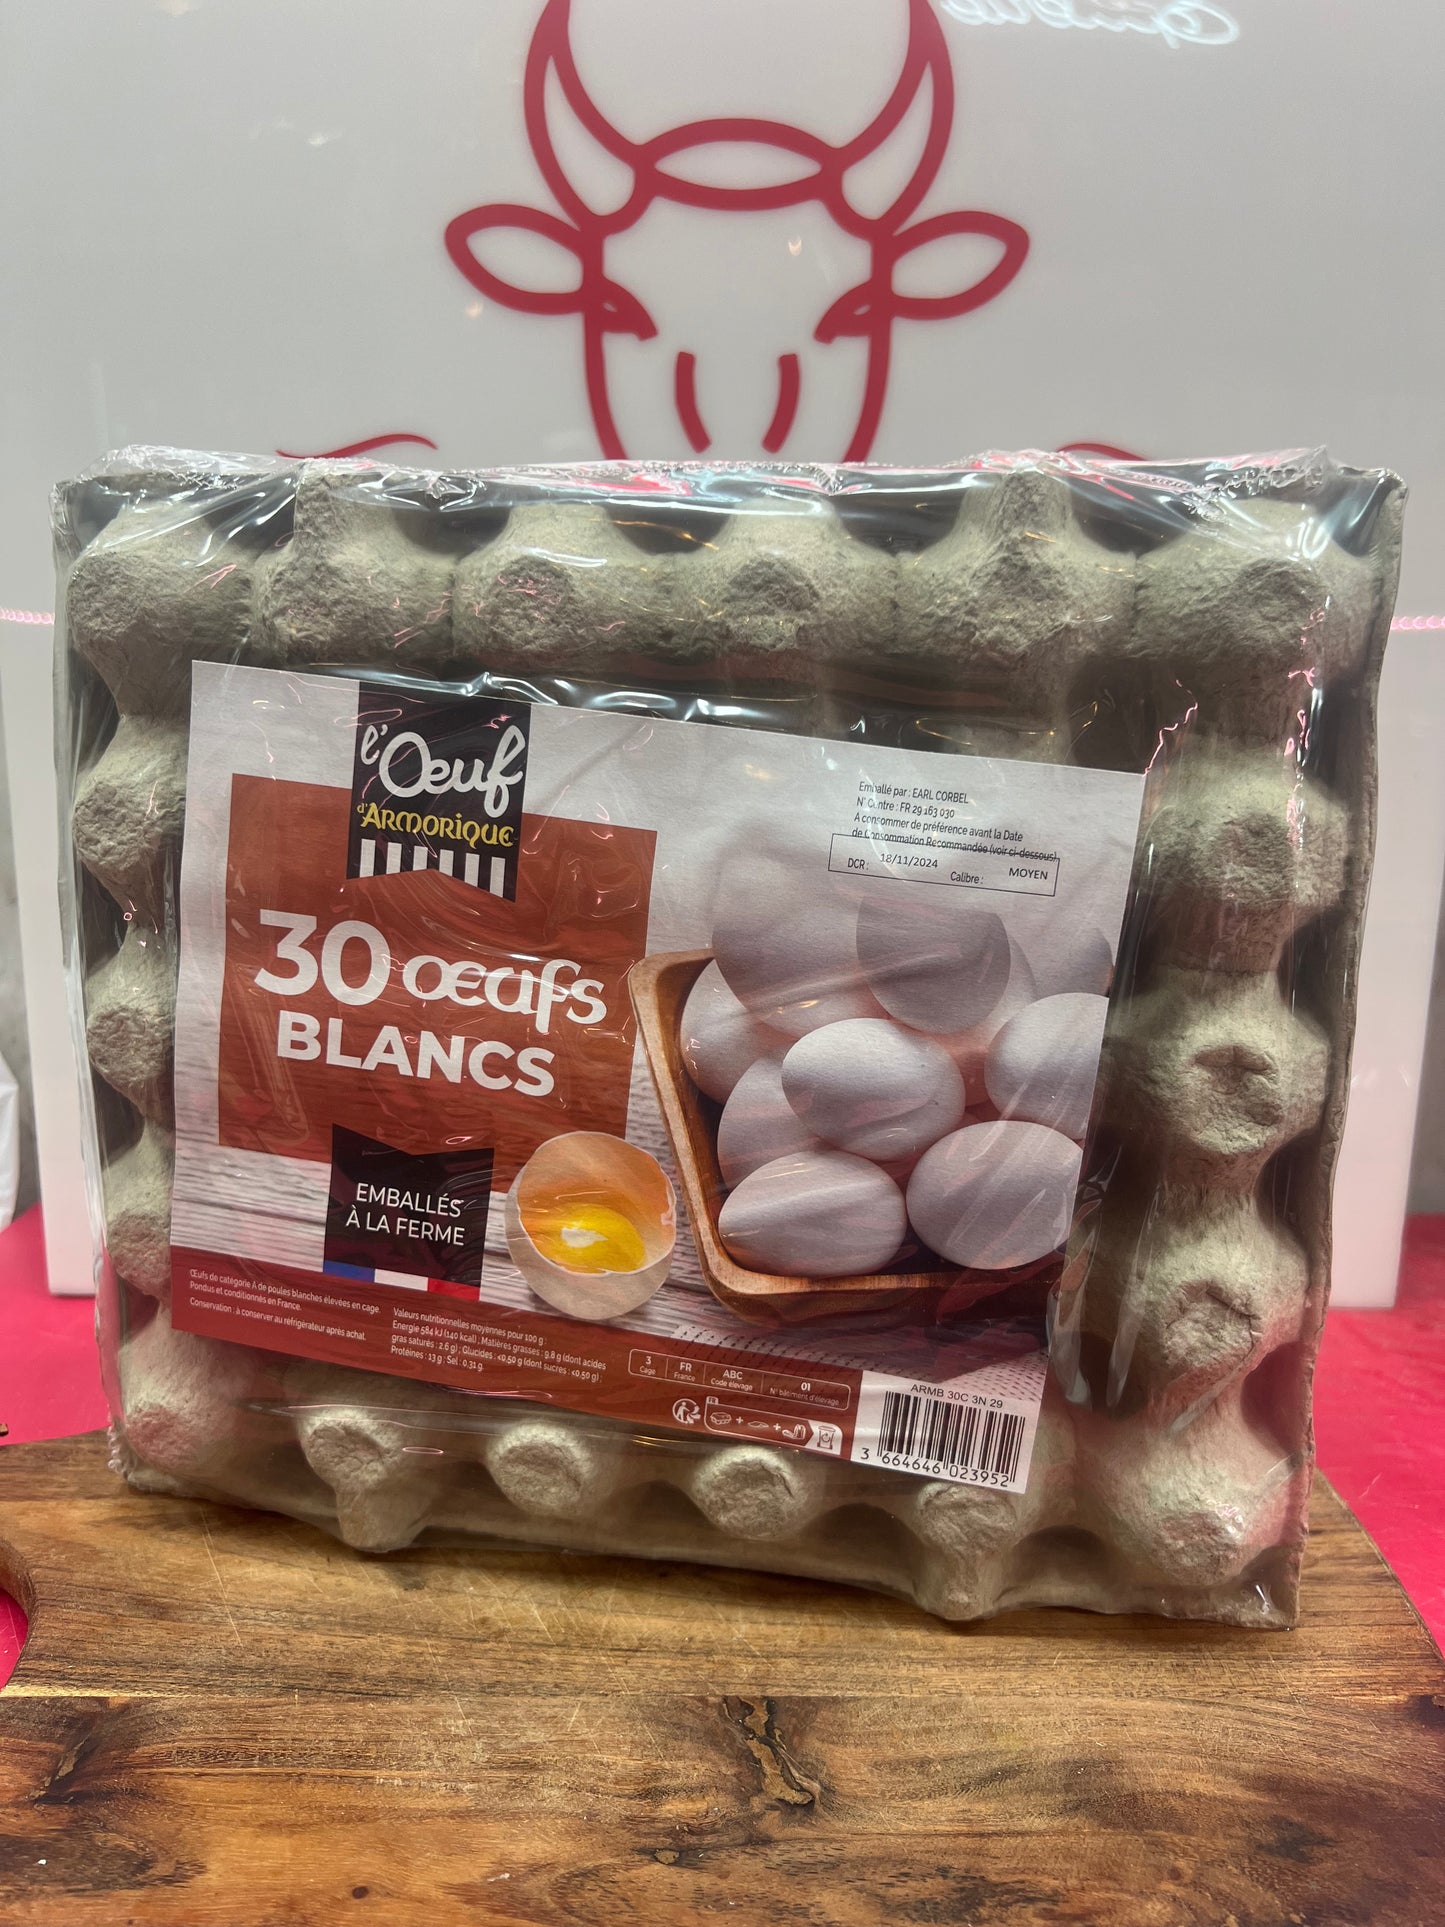 l'Oeuf
d'ARMORIQUE
30 œufs
BLANCS
EMBALLÉS
À LA FERME
Emballé par : EARL CORBEL
N° Centre : FR 29 163 030
A consommer de préférence avant la Date
de Consommation Recommandée (voir ci-dessous)
DCR : 18/11/2024 Calibre : MOYEN
Œufs de catégorie A de poules blanches élevées en cage.
Pondus et conditionnés en France.
Conservation : à conserver au réfrigérateur après achat.
Valeurs nutritionnelles moyennes pour 100 g :
Energie 584 kJ (140 kcal) ; Matières grasses : 9,8 g (dont acides
gras saturés : 2,6 g) ; Glucides : <0,50 g (dont sucres : <0,50 g) ;
Protéines : 13 g ; Sel : 0,31 g.
3 FR ABC 01
Cage France Code élevage N° bâtiment d'élevage
FR
ARMB 30C 3N 29
3 664646 023952